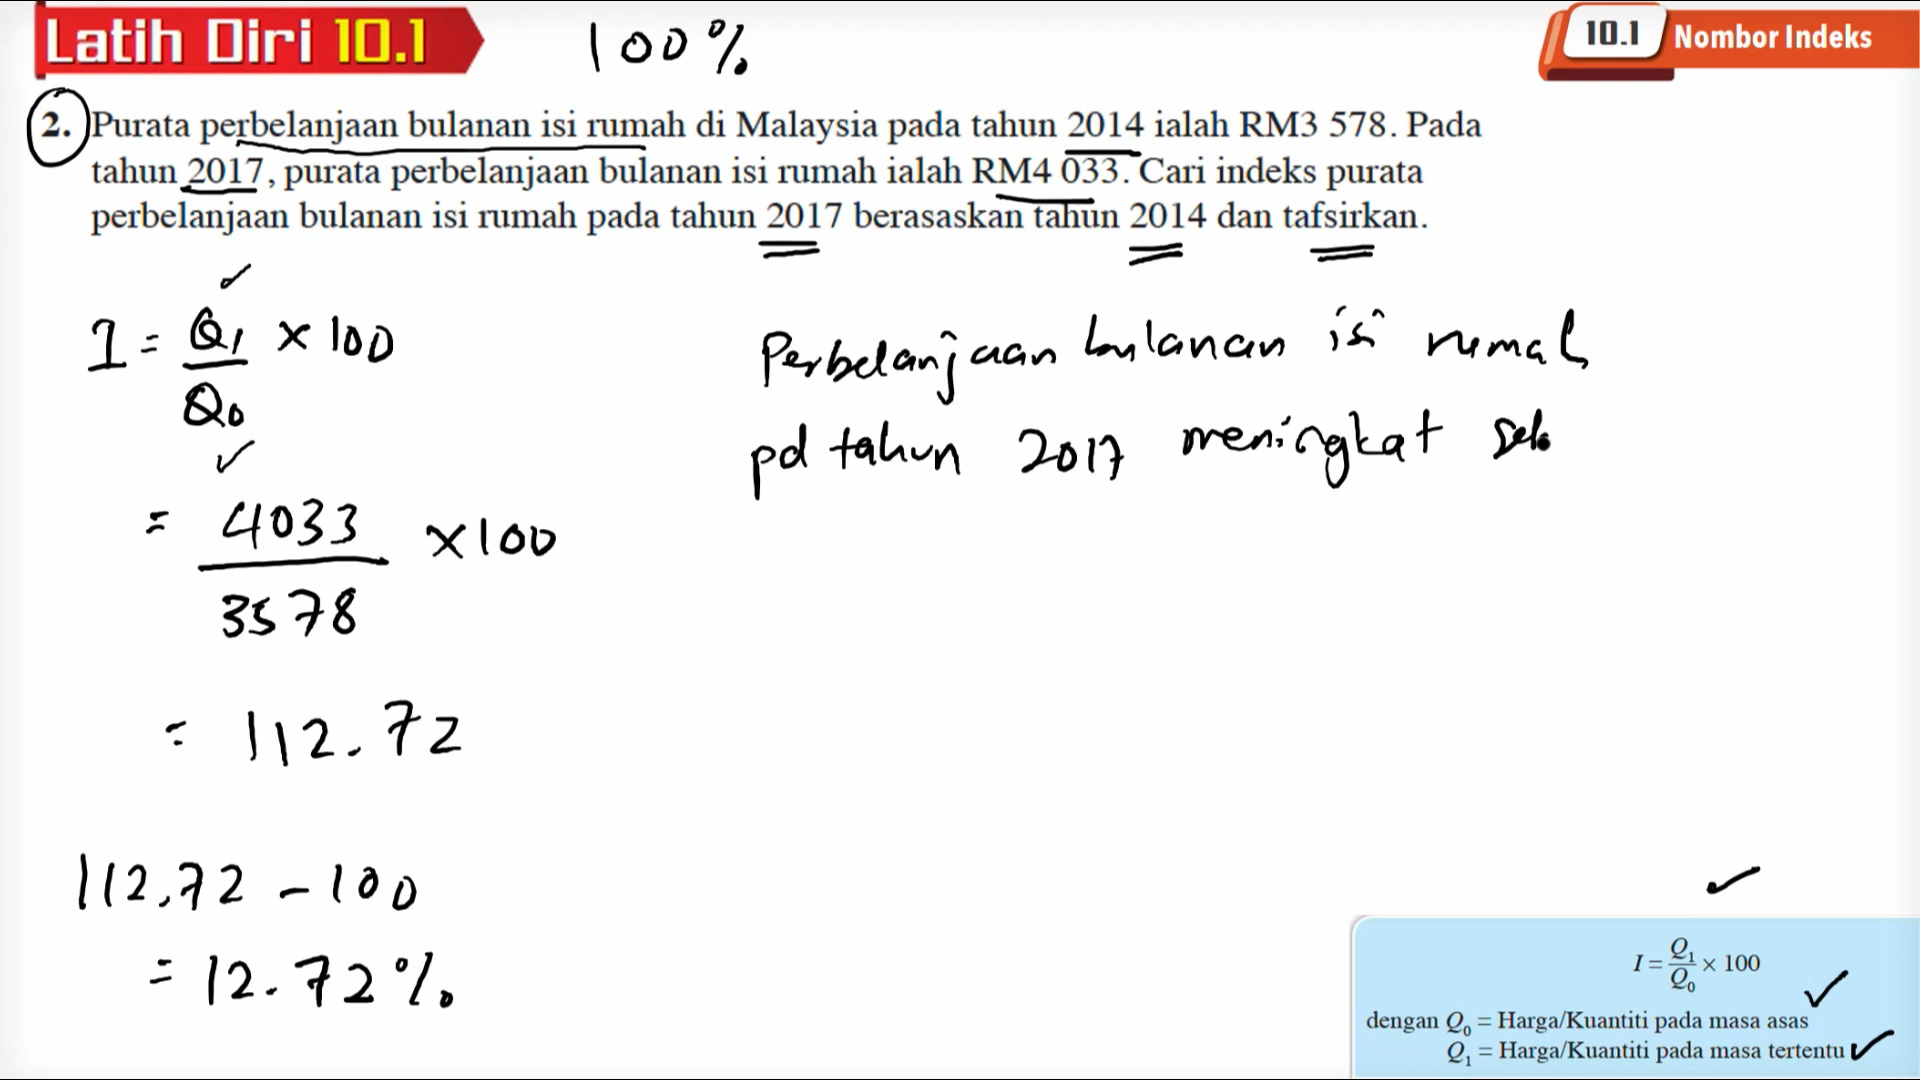 Latih Diri 10.1
100%
10.1 Nombor Indeks
2. Purata perbelanjaan bulanan isi rumah di Malaysia pada tahun 2014 ialah RM3 578. Pada
tahun 2017, purata perbelanjaan bulanan isi rumah ialah RM4 033. Cari indeks purata
perbelanjaan bulanan isi rumah pada tahun 2017 berasaskan tahun 2014 dan tafsirkan.
I = Q1/Q0 × 100
= 4033/3578 × 100
= 112.72
112.72 - 100
= 12.72%
Perbelanjaan bulanan isi rumah
pd tahun 2017 meningkat seb
I = Q1/Q0 × 100
dengan Q0 = Harga/Kuantiti pada masa asas
Q1 = Harga/Kuantiti pada masa tertentu